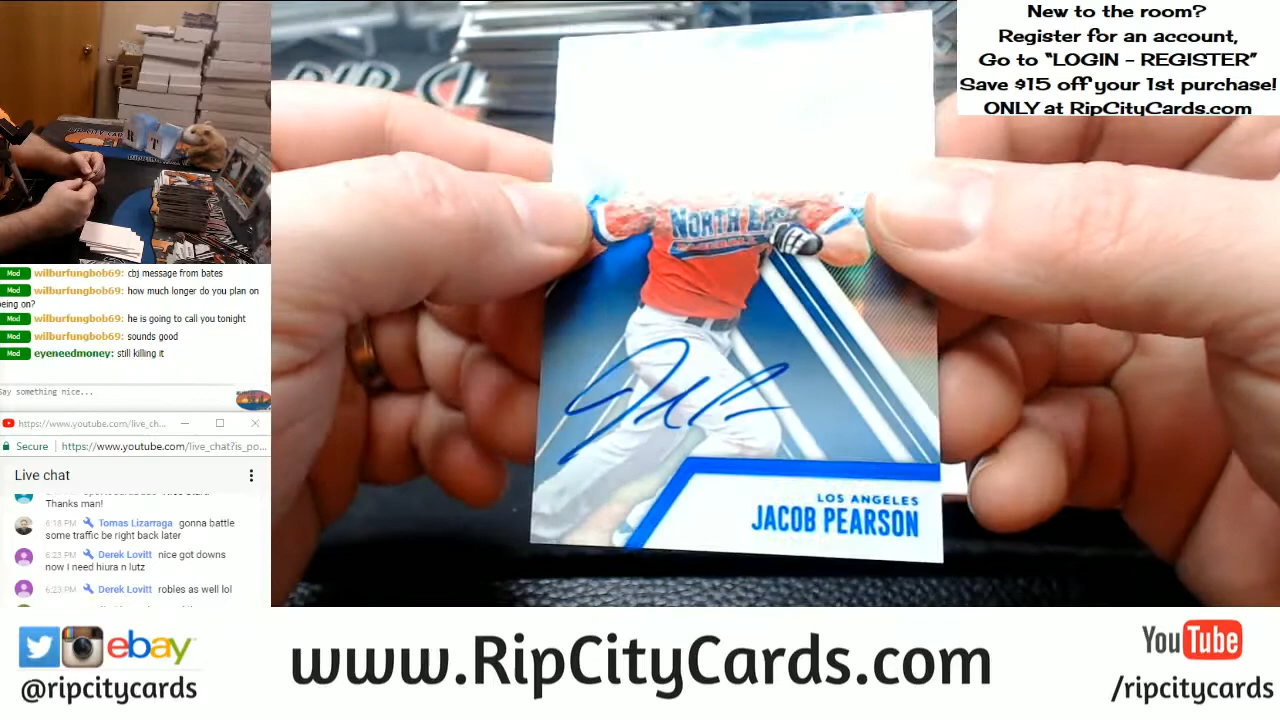 New to the room?
Register for an account,
Go to “LOGIN - REGISTER”
Save $15 off your 1st purchase!
ONLY at RipCityCards.com
Mod wilburfungbob69: cbj message from bates
Mod wilburfungbob69: how much longer do you plan on
being on?
Mod wilburfungbob69: he is going to call you tonight
Mod wilburfungbob69: sounds good
Mod eyeneedmoney: still killing it
Say something nice...
https://www.youtube.com/live_ch...
Secure https://www.youtube.com/live_chat?is_po...
Live chat
Thanks man!
6:18 PM Tomas Lizarraga gonna battle
some traffic be right back later
6:23 PM Derek Lovitt nice got downs
now I need hiura n lutz
6:23 PM Derek Lovitt robles as well lol
BASEBALL
LOS ANGELES
JACOB PEARSON
ebay
@ripcitycards
www.RipCityCards.com
YouTube
/ripcitycards